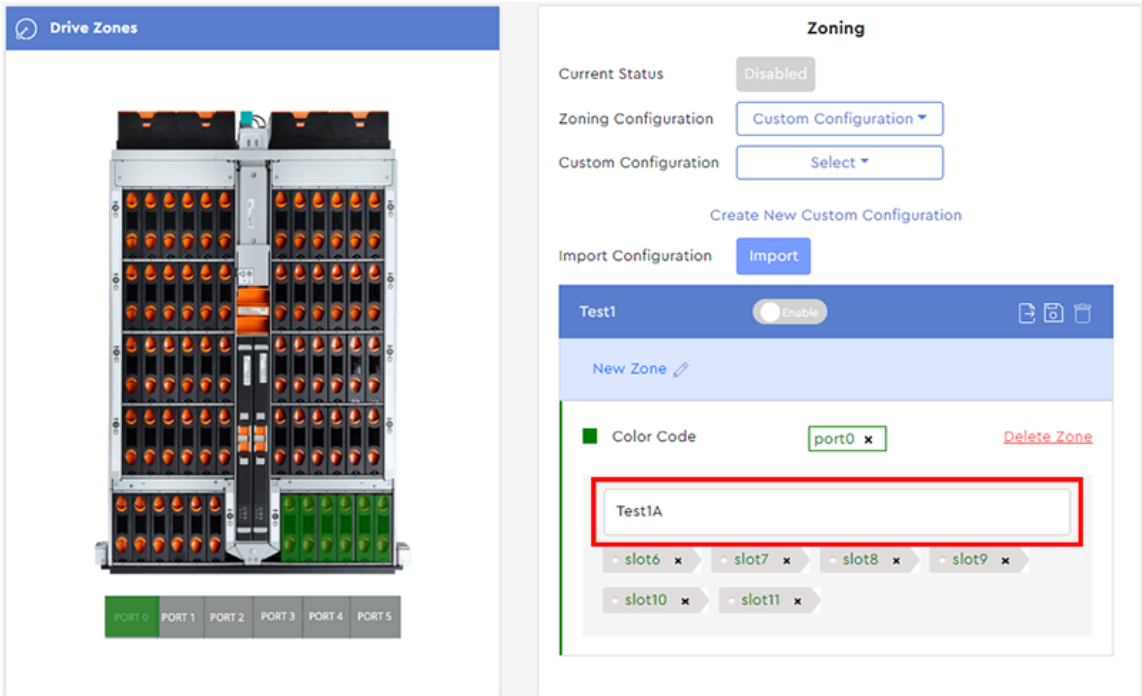 Drive Zones
PORT 0 PORT 1 PORT 2 PORT 3 PORT 4 PORT 5
Zoning
Current Status Disabled
Zoning Configuration Custom Configuration
Custom Configuration Select
Create New Custom Configuration
Import Configuration Import
Test1 Enable
New Zone
Color Code port0 × Delete Zone
Test1A
slot6 × slot7 × slot8 × slot9 ×
slot10 × slot11 ×